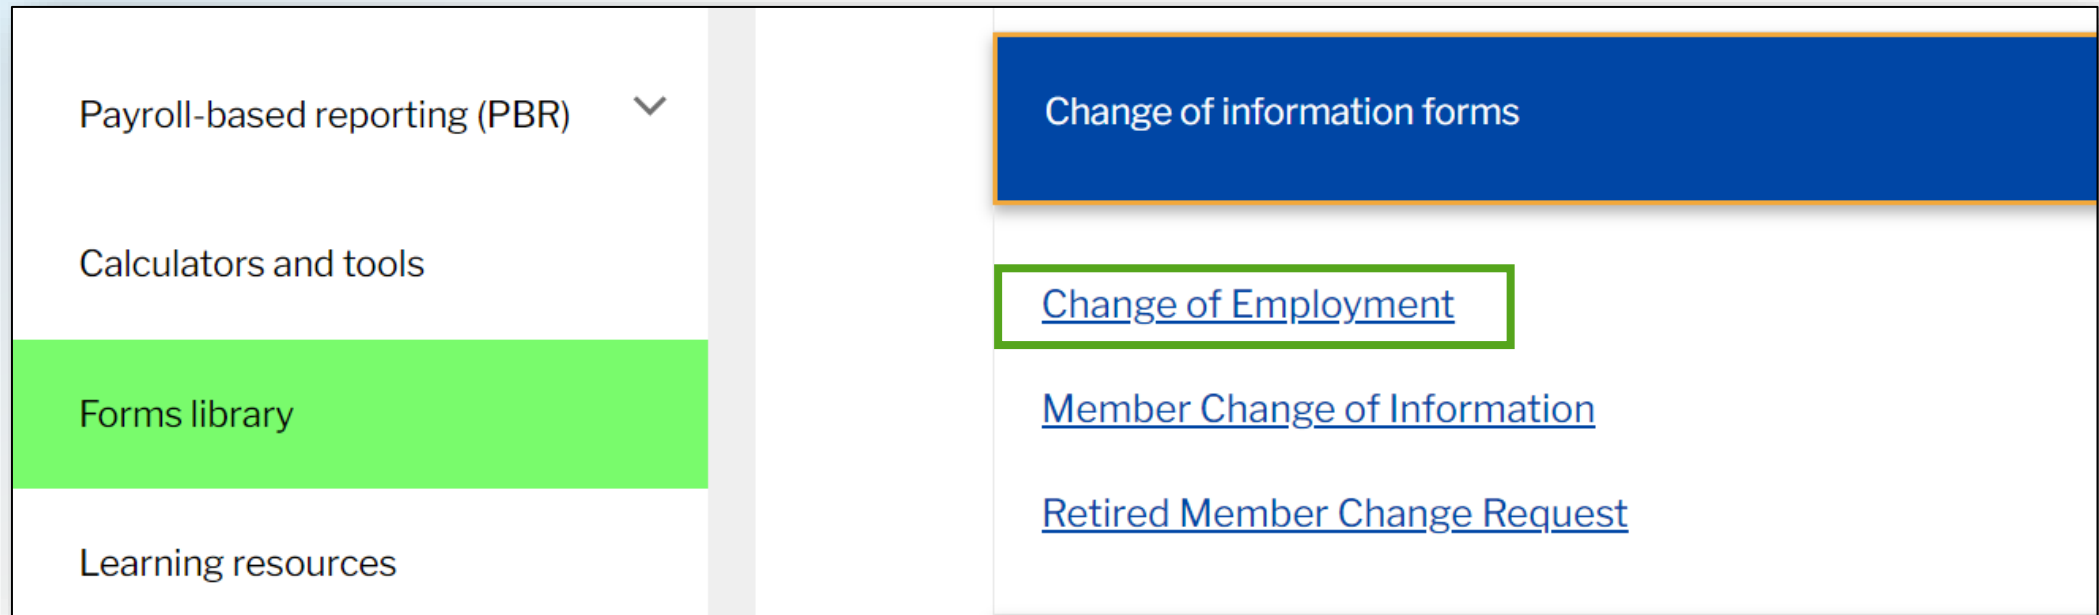 Payroll-based reporting (PBR)
Calculators and tools
Forms library
Learning resources
Change of information forms
Change of Employment
Member Change of Information
Retired Member Change Request